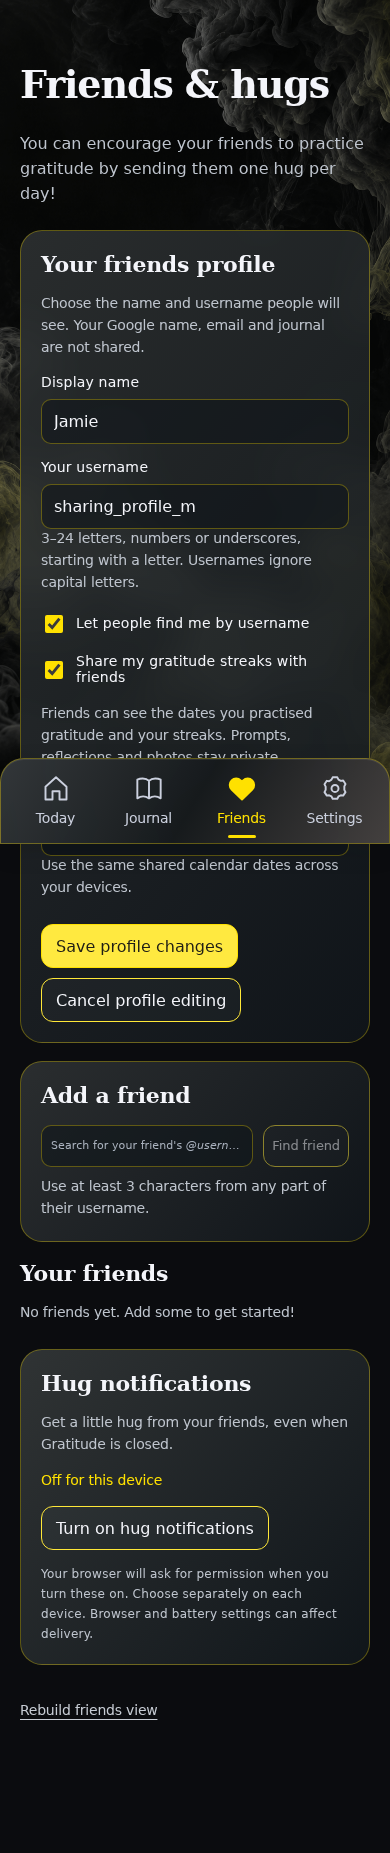 Friends & hugs
You can encourage your friends to practice
gratitude by sending them one hug per
day!
Your friends profile
Choose the name and username people will
see. Your Google name, email and journal
are not shared.
Display name
Jamie
Your username
sharing_profile_m
3–24 letters, numbers or underscores,
starting with a letter. Usernames ignore
capital letters.
Let people find me by username
Share my gratitude streaks with
friends
Friends can see the dates you practised
gratitude and your streaks. Prompts,
reflections and photos stay private.
Today
Journal
Friends
Settings
Use the same shared calendar dates across
your devices.
Save profile changes
Cancel profile editing
Add a friend
Search for your friend's @usern...
Find friend
Use at least 3 characters from any part of
their username.
Your friends
No friends yet. Add some to get started!
Hug notifications
Get a little hug from your friends, even when
Gratitude is closed.
Off for this device
Turn on hug notifications
Your browser will ask for permission when you
turn these on. Choose separately on each
device. Browser and battery settings can affect
delivery.
Rebuild friends view